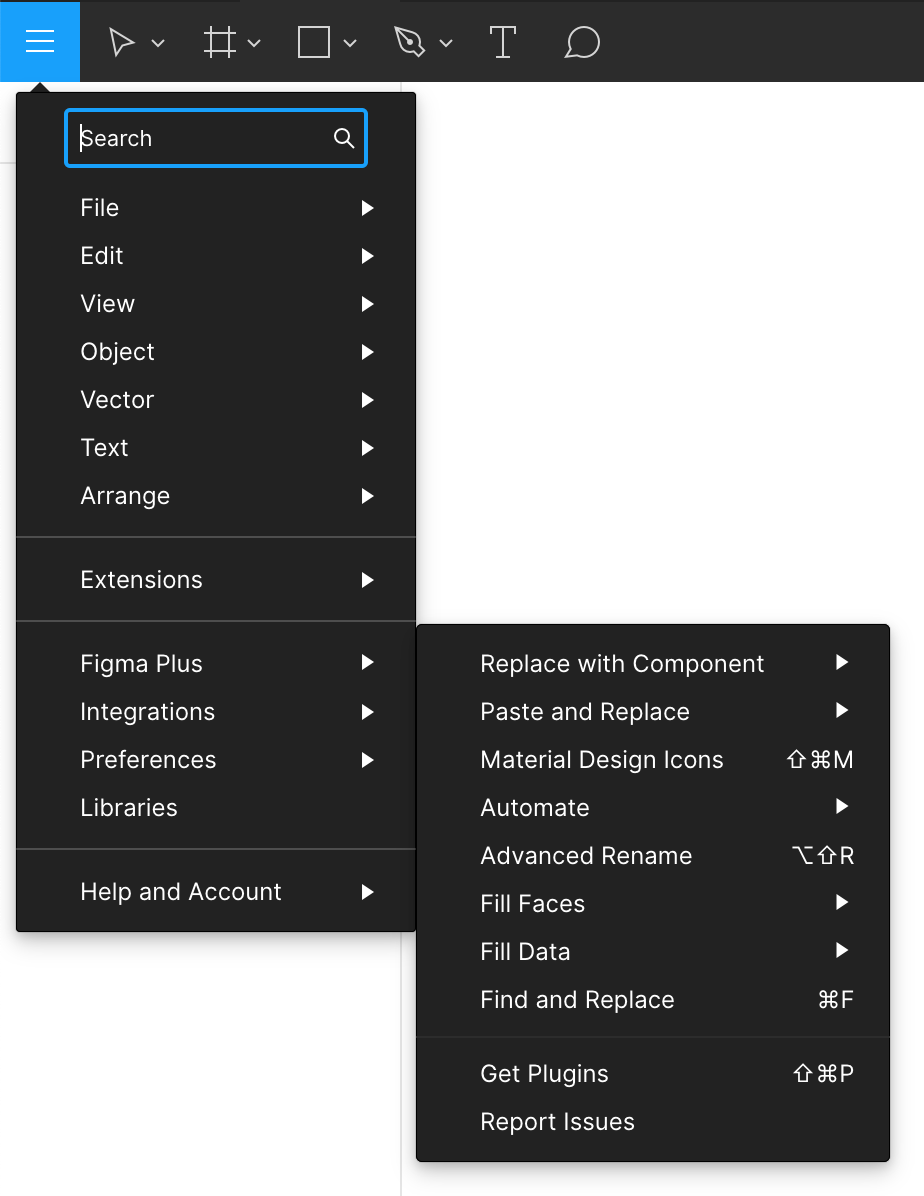 Search
File
Edit
View
Object
Vector
Text
Arrange
Extensions
Figma Plus
Integrations
Preferences
Libraries
Help and Account
Replace with Component
Paste and Replace
Material Design Icons ⇧⌘M
Automate
Advanced Rename ⌥⇧R
Fill Faces
Fill Data
Find and Replace ⌘F
Get Plugins ⇧⌘P
Report Issues